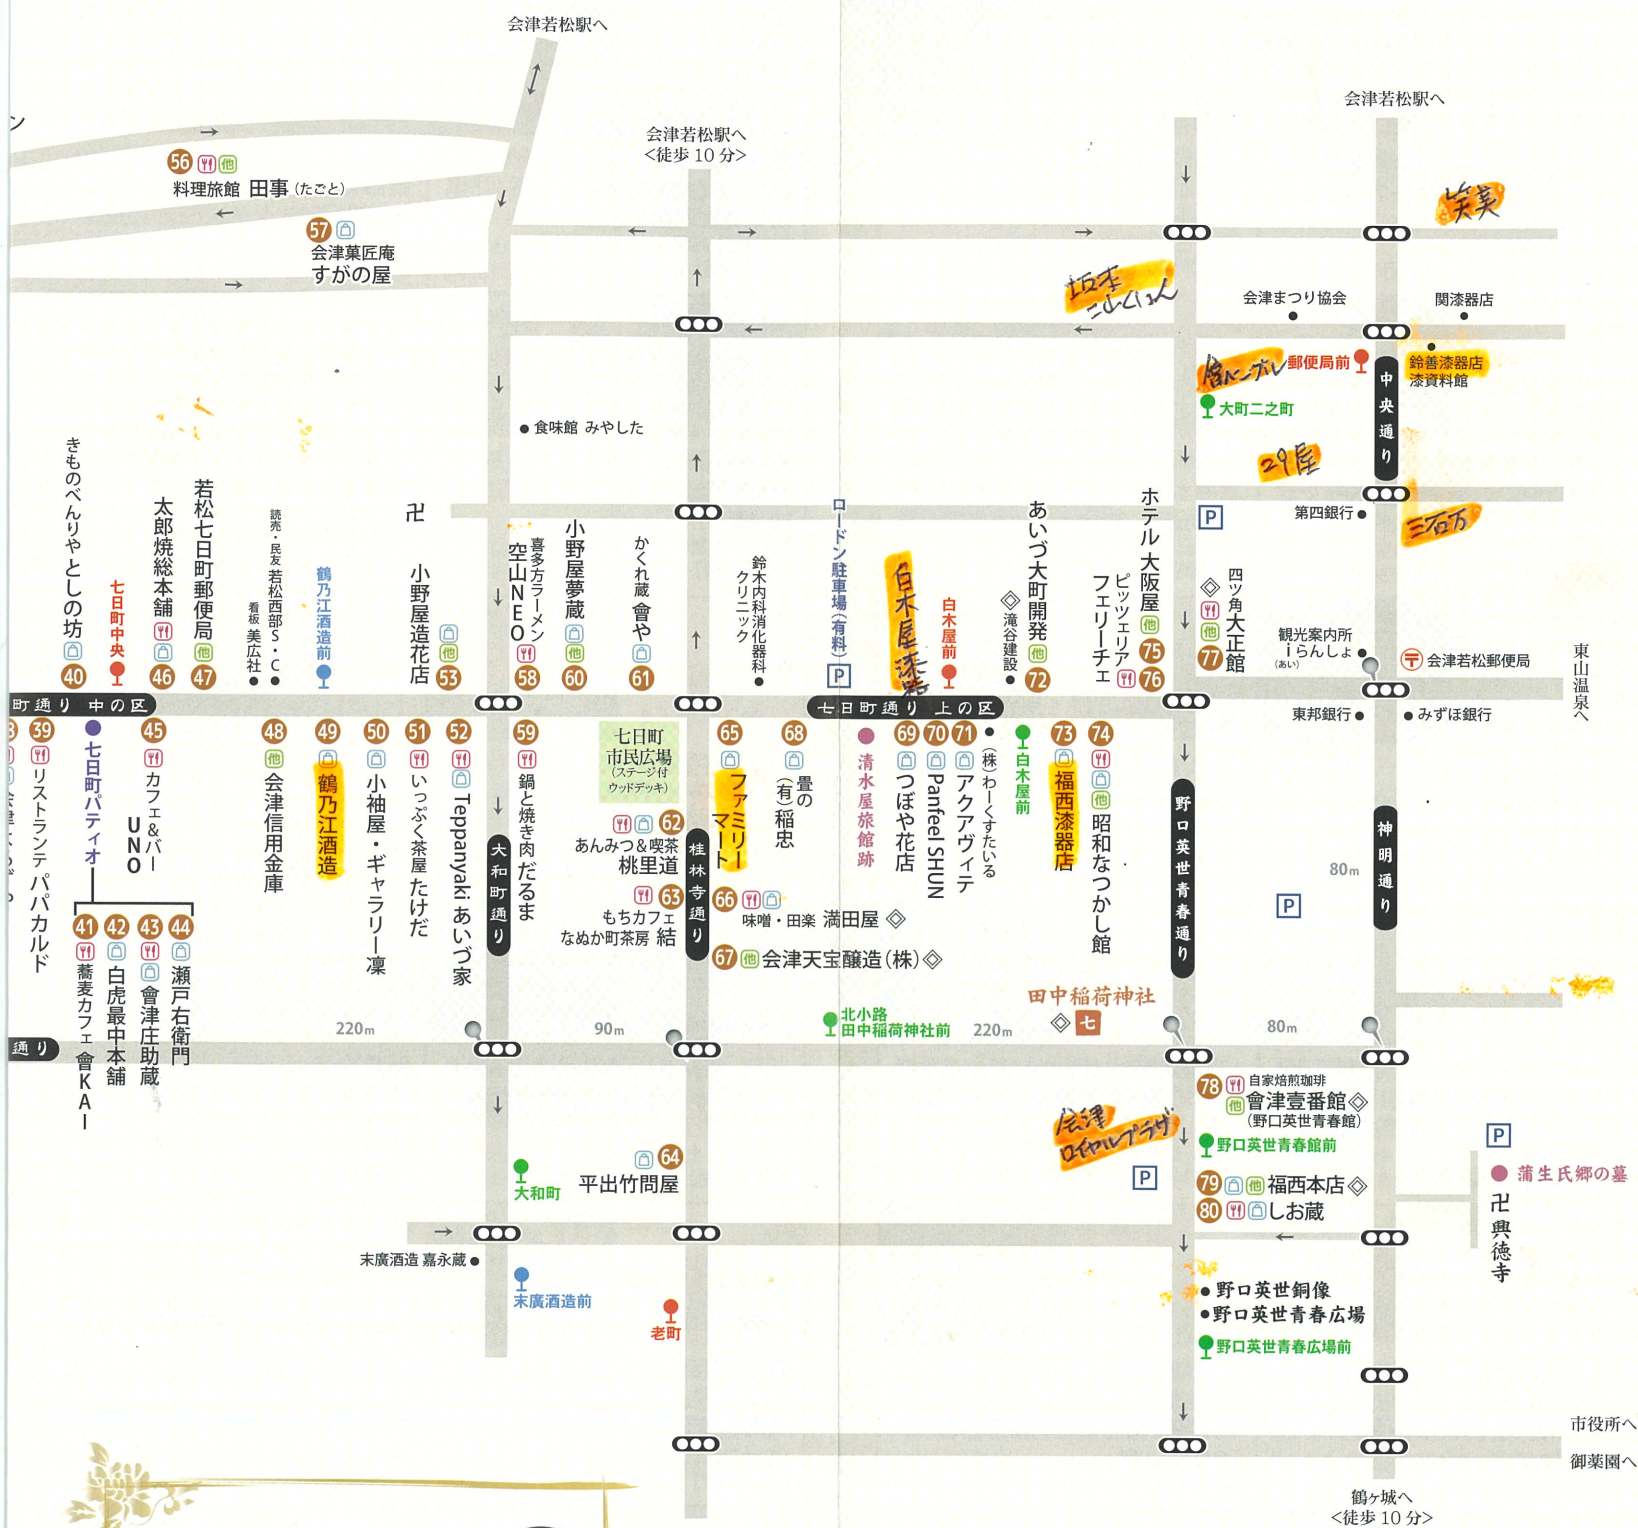 会津若松駅へ
会津若松駅へ
<徒歩10分>
会津若松駅へ
ン
56
料理旅館 田事(たごと)
57
会津菓匠庵
すがの屋
笑美
坂本
こんにゃく
会津まつり協会
関漆器店
郵便局前
鈴善漆器店
漆資料館
大町二之町
中央通り
食味館 みやした
29屋
三石万
第四銀行
P
卍
きものべんりやとしの坊
40
七日町中央
太郎焼総本舗
46
若松七日町郵便局
47
看板 美広社
読売・民友 若松西部S・C
鶴乃江酒造前
小野屋造花店
53
喜多方ラーメン
空山NEO
58
小野屋夢蔵
60
かくれ蔵 會や
61
鈴木内科消化器科
クリニック
ロードン駐車場(有料)
P
白木屋漆器
白木屋前
滝谷建設
あいづ大町開発
72
ピッツェリア
フェリーチェ
76
ホテル 大阪屋
75
四ツ角大正館
77
観光案内所
iらんしょ
(あい)
会津若松郵便局
東山温泉へ
町通り 中の区
七日町通り 上の区
東邦銀行
みずほ銀行
39
リストランテ パパカルド
七日町パティオ
45
カフェ&バー
UNO
41
蕎麦カフェ 會KAI
42
白虎最中本舗
43
會津庄助蔵
44
瀬戸右衛門
48
会津信用金庫
49
鶴乃江酒造
50
小袖屋・ギャラリー凜
51
いっぷく茶屋 たけだ
52
Teppanyaki あいづ家
59
鍋と焼き肉 だるま
大和町通り
七日町
市民広場
(ステージ付
ウッドデッキ)
62
あんみつ&喫茶
桃里道
63
もちカフェ
なぬか町茶房 結
桂林寺通り
65
ファミリー
マート
68
畳の
(有)稲忠
66
味噌・田楽 満田屋
67
会津天宝醸造(株)
清水屋旅館跡
69
つぼや花店
70
Panfeel SHUN
71
アクアヴィテ
(株)わーくすたいる
白木屋前
73
福西漆器店
74
昭和なつかし館
野口英世青春通り
神明通り
80m
P
田中稲荷神社
七
北小路
田中稲荷神社前
通り
220m
90m
220m
80m
78
自家焙煎珈琲
會津壹番館
(野口英世青春館)
野口英世青春館前
会津
ロイヤルプラザ
P
79
福西本店
80
しお蔵
P
蒲生氏郷の墓
卍 興徳寺
64
平出竹問屋
大和町
末廣酒造 嘉永蔵
末廣酒造前
老町
野口英世銅像
野口英世青春広場
野口英世青春広場前
市役所へ
御薬園へ
鶴ヶ城へ
<徒歩10分>